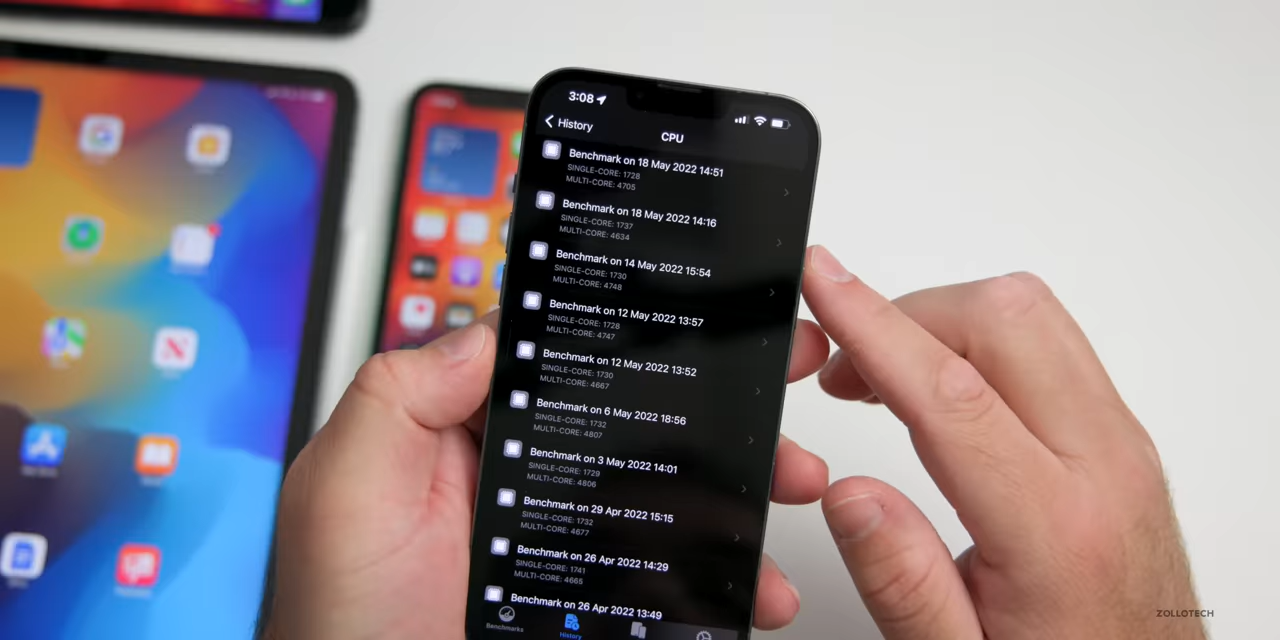 3:08
History
CPU
Benchmark on 18 May 2022 14:51
SINGLE-CORE: 1728
MULTI-CORE: 4705
Benchmark on 18 May 2022 14:16
SINGLE-CORE: 1737
MULTI-CORE: 4634
Benchmark on 14 May 2022 15:54
SINGLE-CORE: 1730
MULTI-CORE: 4748
Benchmark on 12 May 2022 13:57
SINGLE-CORE: 1728
MULTI-CORE: 4747
Benchmark on 12 May 2022 13:52
SINGLE-CORE: 1730
MULTI-CORE: 4667
Benchmark on 6 May 2022 18:56
SINGLE-CORE: 1732
MULTI-CORE: 4807
Benchmark on 3 May 2022 14:01
SINGLE-CORE: 1729
MULTI-CORE: 4806
Benchmark on 29 Apr 2022 15:15
SINGLE-CORE: 1732
MULTI-CORE: 4677
Benchmark on 26 Apr 2022 14:29
SINGLE-CORE: 1741
MULTI-CORE: 4665
Benchmark on 26 Apr 2022 13:49
Benchmarks
History
ZOLLOTECH